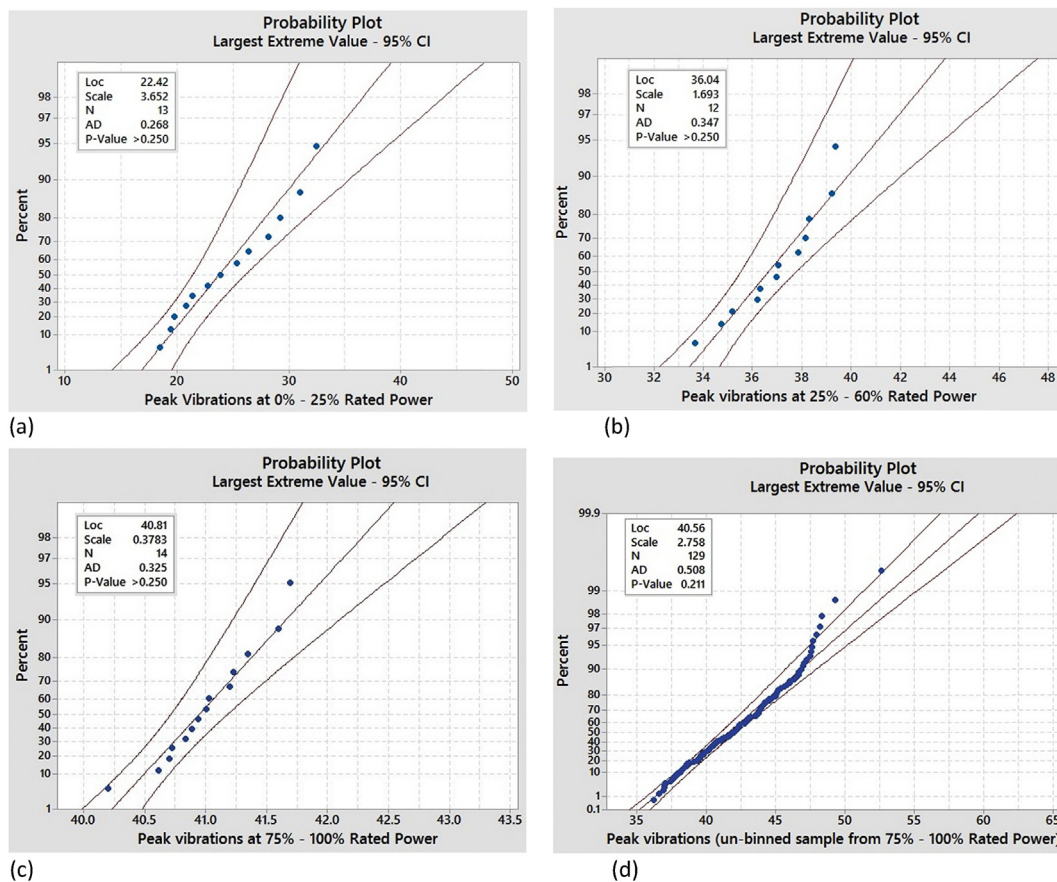 Probability Plot
Largest Extreme Value - 95% CI
Loc 22.42
Scale 3.652
N 13
AD 0.268
P-Value >0.250
Percent
98
97
95
90
80
70
60
50
40
30
20
10
1
10 20 30 40 50
Peak Vibrations at 0% - 25% Rated Power
(a)
Probability Plot
Largest Extreme Value - 95% CI
Loc 36.04
Scale 1.693
N 12
AD 0.347
P-Value >0.250
Percent
98
97
95
90
80
70
60
50
40
30
20
10
1
30 32 34 36 38 40 42 44 46 48
Peak vibrations at 25% - 60% Rated Power
(b)
Probability Plot
Largest Extreme Value - 95% CI
Loc 40.81
Scale 0.3783
N 14
AD 0.325
P-Value >0.250
Percent
98
97
95
90
80
70
60
50
40
30
20
10
1
40.0 40.5 41.0 41.5 42.0 42.5 43.0 43.5
Peak vibrations at 75% - 100% Rated Power
(c)
Probability Plot
Largest Extreme Value - 95% CI
Loc 40.56
Scale 2.758
N 129
AD 0.508
P-Value 0.211
Percent
99.9
99
98
97
95
90
80
70
60
50
40
30
20
10
1
0.1
35 40 45 50 55 60 65
Peak vibrations (un-binned sample from 75% - 100% Rated Power)
(d)